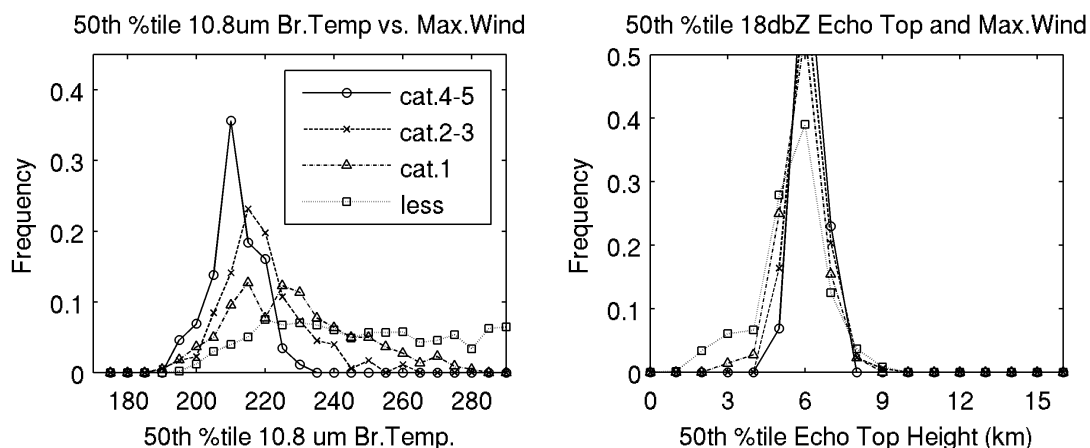 50th %tile 10.8um Br.Temp vs. Max.Wind
Frequency
0.4
0.3
0.2
0.1
0
180 200 220 240 260 280
50th %tile 10.8 um Br.Temp.
cat.4-5
cat.2-3
cat.1
less
50th %tile 18dbZ Echo Top and Max.Wind
Frequency
0.5
0.4
0.3
0.2
0.1
0
0 3 6 9 12 15
50th %tile Echo Top Height (km)